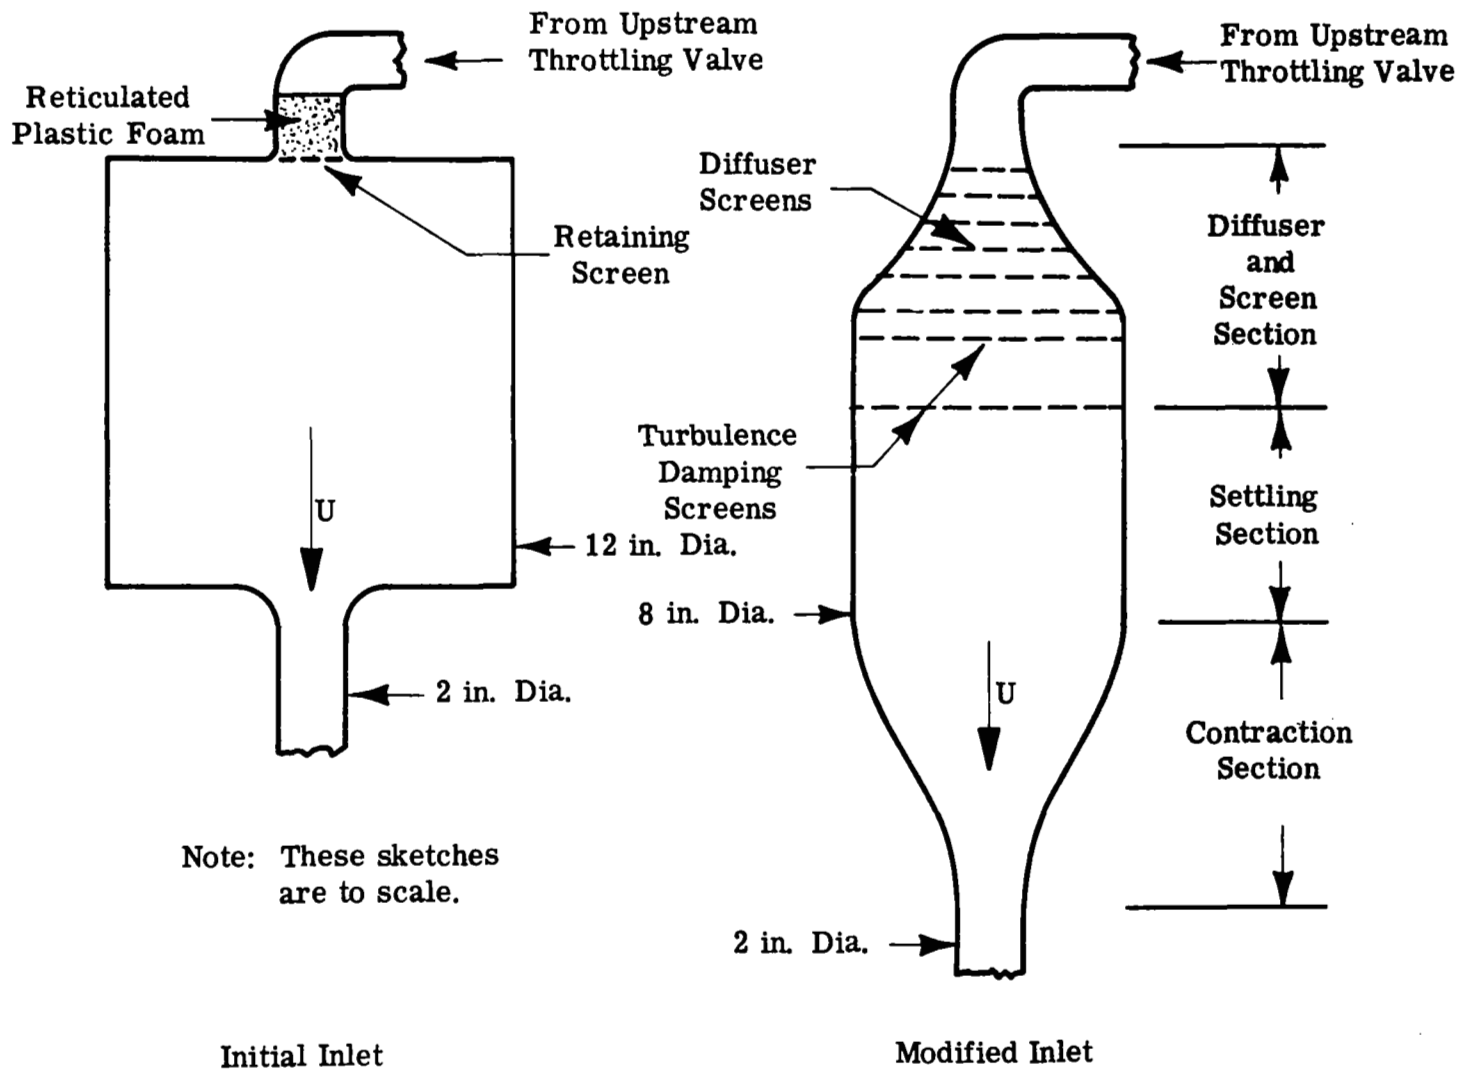 From Upstream
Throttling Valve
Reticulated
Plastic Foam
Retaining
Screen
U
12 in. Dia.
2 in. Dia.
Note: These sketches
are to scale.
Initial Inlet
From Upstream
Throttling Valve
Diffuser
Screens
Diffuser
and
Screen
Section
Turbulence
Damping
Screens
Settling
Section
8 in. Dia.
U
Contraction
Section
2 in. Dia.
Modified Inlet